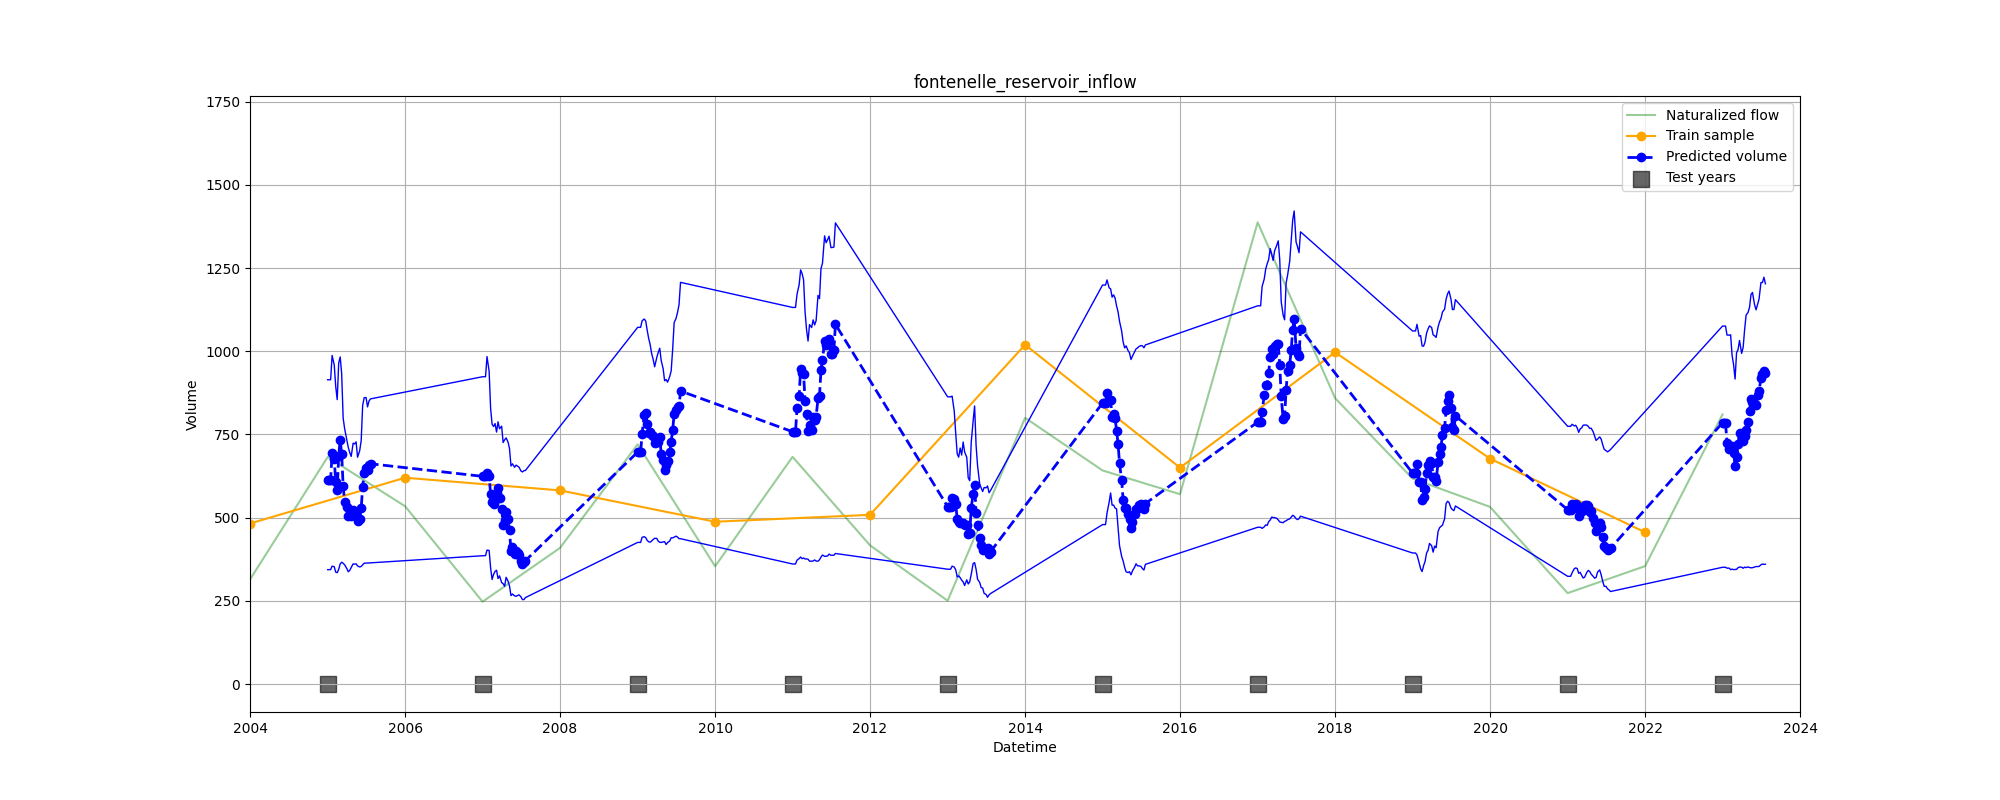 fontenelle_reservoir_inflow
1750
1500
1250
1000
750
500
250
0
Volume
Naturalized flow
Train sample
Predicted volume
Test years
2004 2006 2008 2010 2012 2014 2016 2018 2020 2022 2024
Datetime